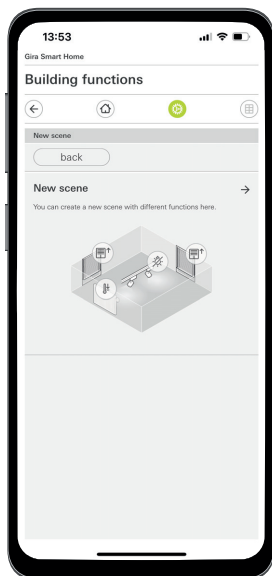 13:53
Gira Smart Home
Building functions
New scene
back
New scene
You can create a new scene with different functions here.